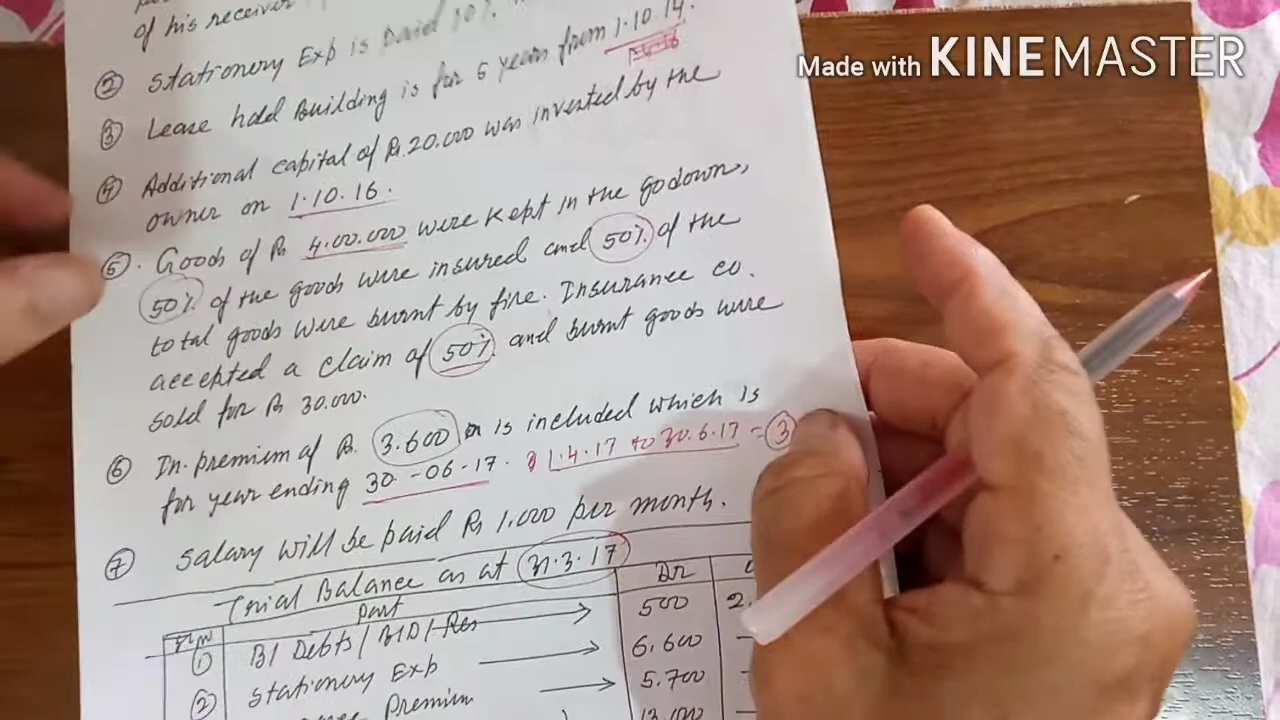 of his receiver
Made with KINEMASTER
② Stationery Exp is paid 10%
③ Lease hold Building is for 5 years from 1.10.14.
④ Additional capital of Rs. 20.000 was invested by the
owner on 1.10.16.
⑤. Goods of Rs 4.00.000 were kept in the godown,
50% of the goods were insured and 50% of the
total goods were burnt by fire. Insurance co.
accepted a claim of 50% and burnt goods were
sold for Rs 30.000.
⑥ In. premium of Rs. 3.600 is included which is
for year ending 30-06-17. 1.4.17 to 30.6.17 = 3
⑦ Salary will be paid Rs 1.000 per month.
Trial Balance as at 31.3.17
Part Dr
① B/Debts/BID/Res 500 2.
② Stationery Exp 6.600
Premium 5.700